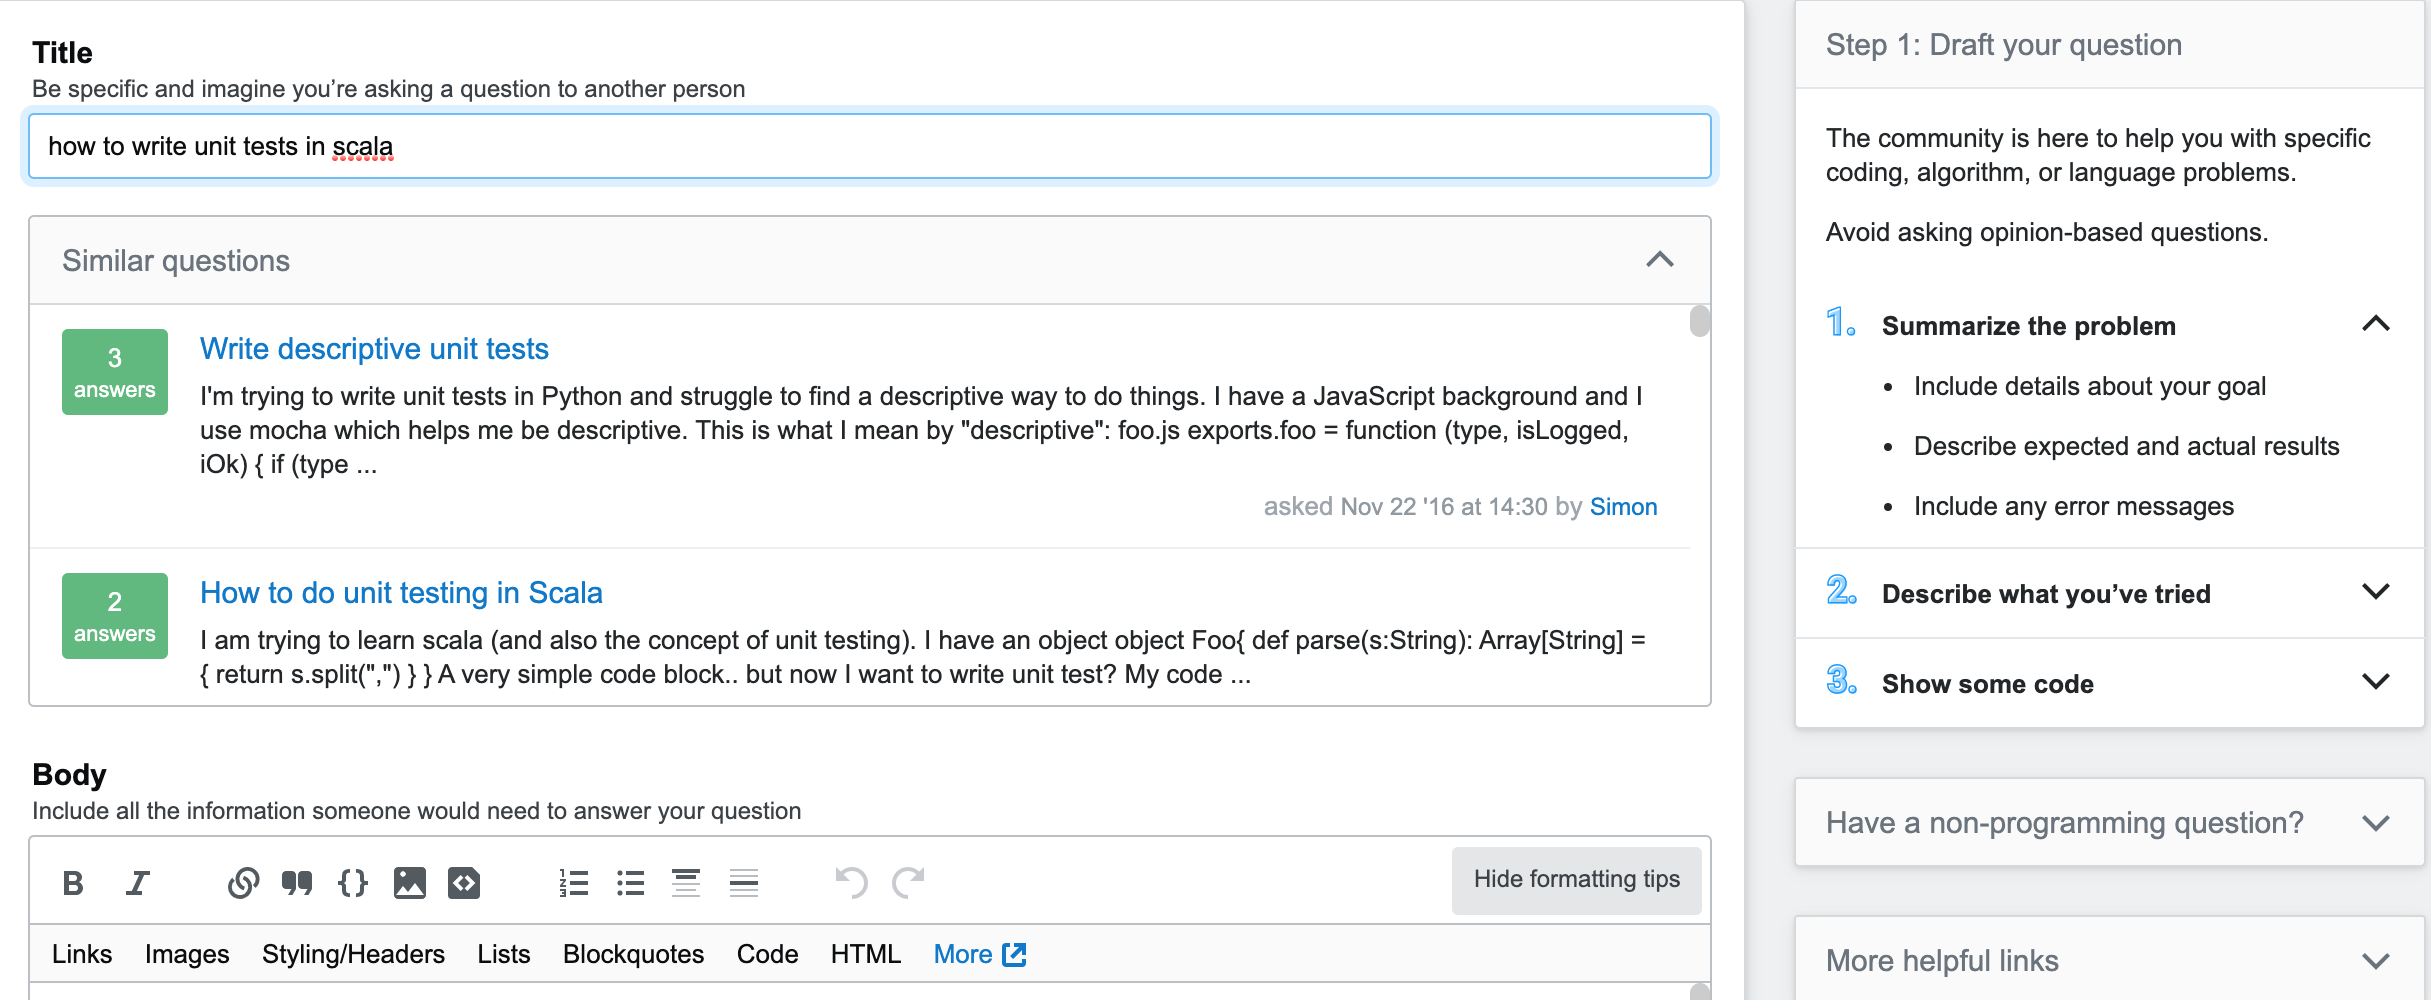 Title
Be specific and imagine you’re asking a question to another person
how to write unit tests in scala
Similar questions
3
answers
Write descriptive unit tests
I'm trying to write unit tests in Python and struggle to find a descriptive way to do things. I have a JavaScript background and I
use mocha which helps me be descriptive. This is what I mean by "descriptive": foo.js exports.foo = function (type, isLogged,
iOk) { if (type ...
asked Nov 22 '16 at 14:30 by Simon
2
answers
How to do unit testing in Scala
I am trying to learn scala (and also the concept of unit testing). I have an object object Foo{ def parse(s:String): Array[String] =
{ return s.split(",") } } A very simple code block.. but now I want to write unit test? My code ...
Body
Include all the information someone would need to answer your question
B I
Hide formatting tips
Links Images Styling/Headers Lists Blockquotes Code HTML More
Step 1: Draft your question
The community is here to help you with specific
coding, algorithm, or language problems.
Avoid asking opinion-based questions.
1. Summarize the problem
• Include details about your goal
• Describe expected and actual results
• Include any error messages
2. Describe what you’ve tried
3. Show some code
Have a non-programming question?
More helpful links